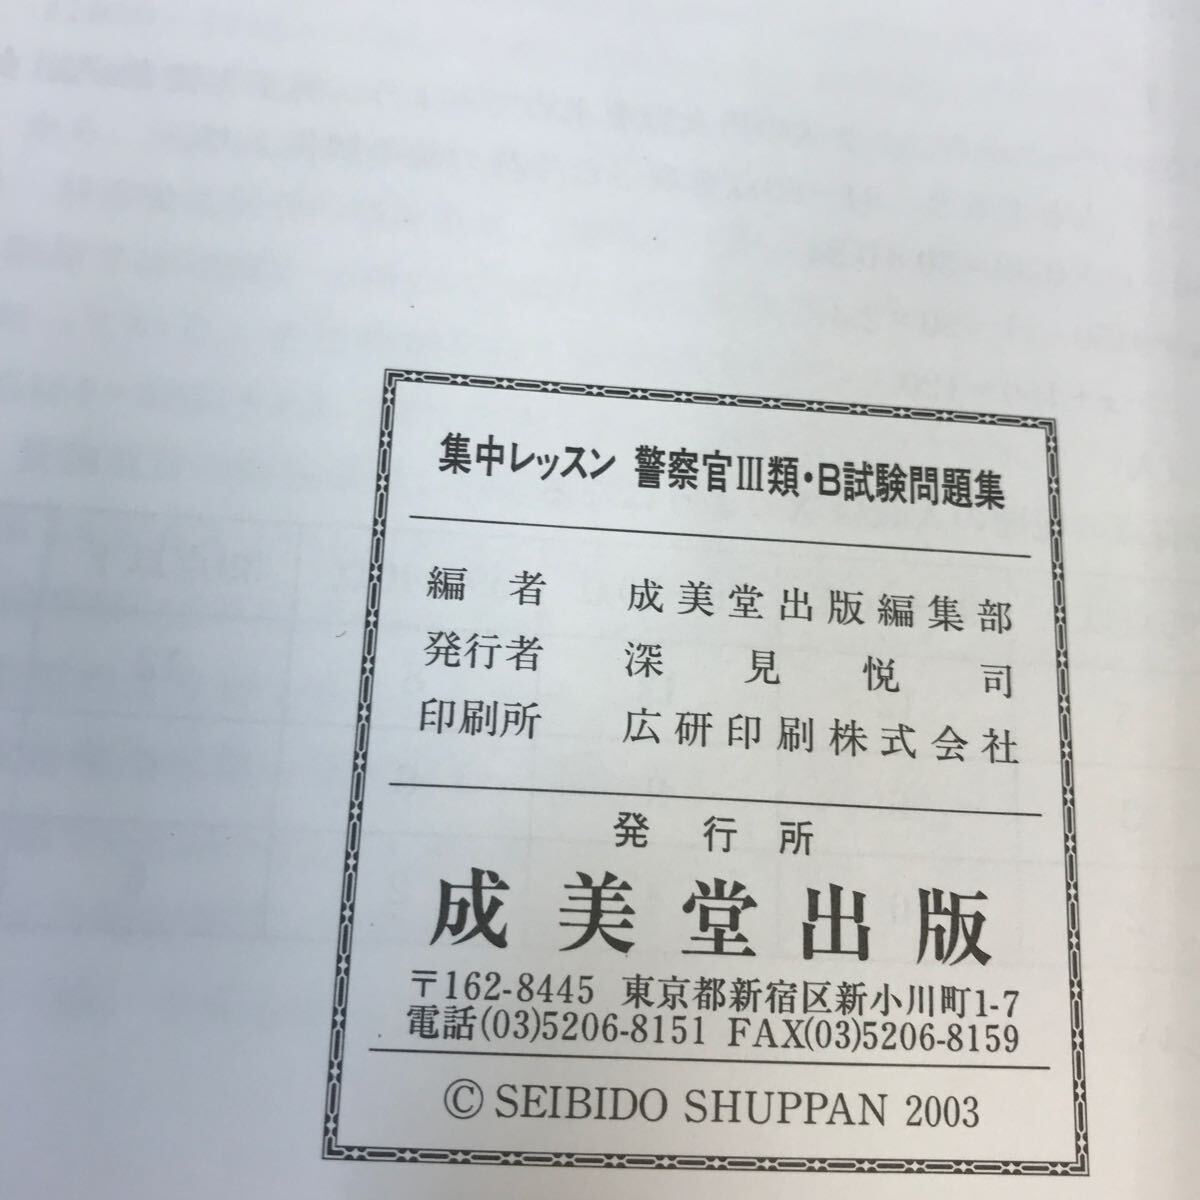 集中レッスン 警察官Ⅲ類・B試験問題集
編者 成美堂出版編集部
発行者 深見悦司
印刷所 広研印刷株式会社
発行所
成美堂出版
〒162-8445 東京都新宿区新小川町1-7
電話(03)5206-8151 FAX(03)5206-8159
© SEIBIDO SHUPPAN 2003